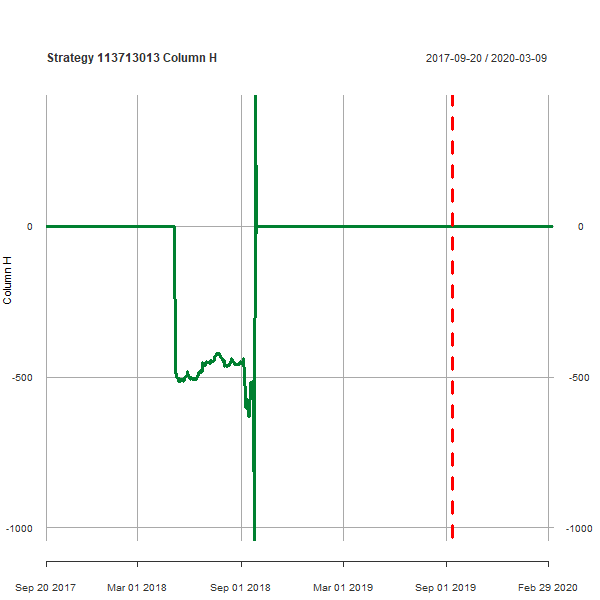 Strategy 113713013 Column H
2017-09-20 / 2020-03-09
Column H
0
0
-500
-500
-1000
-1000
Sep 20 2017
Mar 01 2018
Sep 01 2018
Mar 01 2019
Sep 01 2019
Feb 29 2020